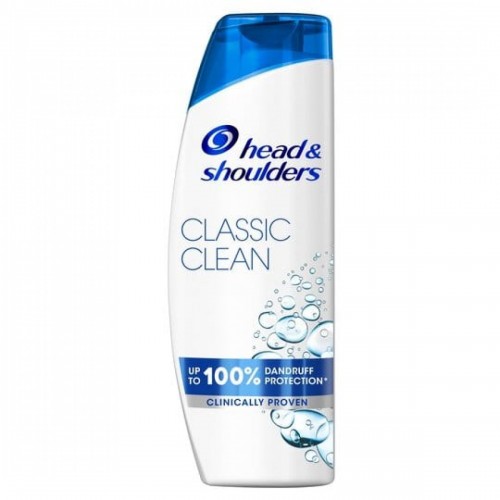 head&
shoulders
CLASSIC
CLEAN
UP TO 100% DANDRUFF PROTECTION*
CLINICALLY PROVEN